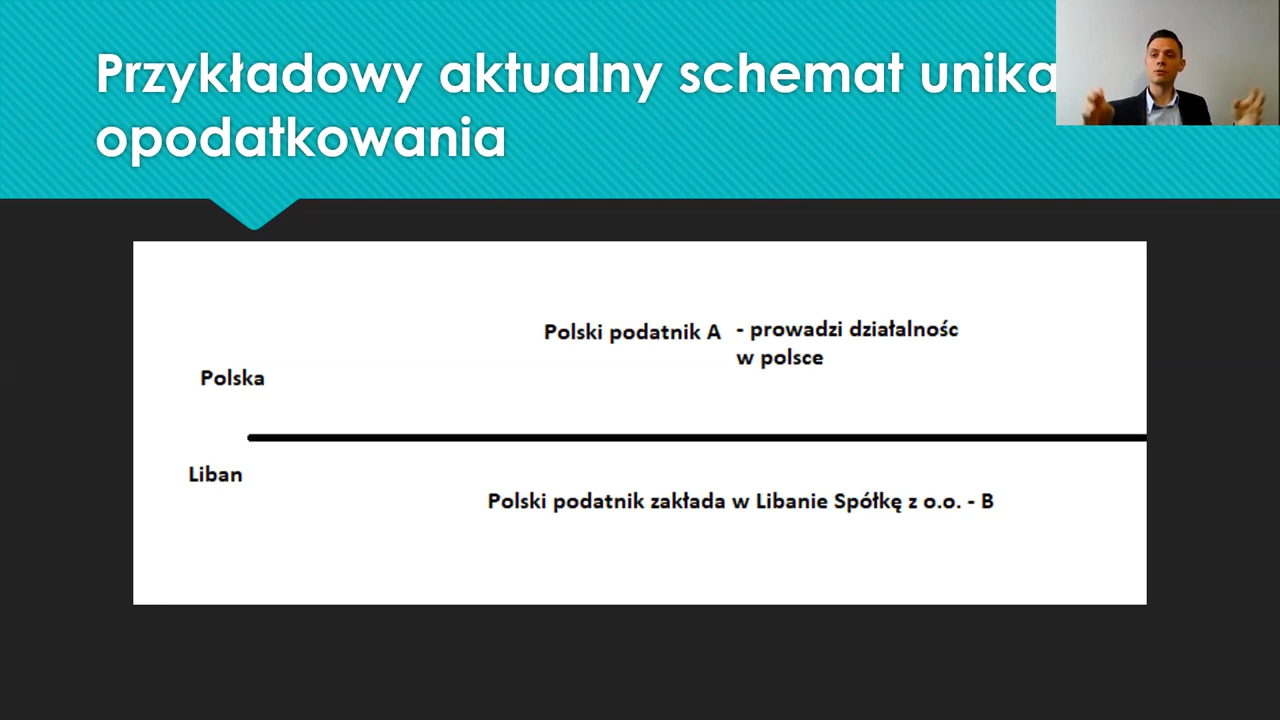 Przykładowy aktualny schemat unika
opodatkowania
Polski podatnik A - prowadzi działalnośc
w polsce
Polska
Liban
Polski podatnik zakłada w Libanie Spółkę z o.o. - B